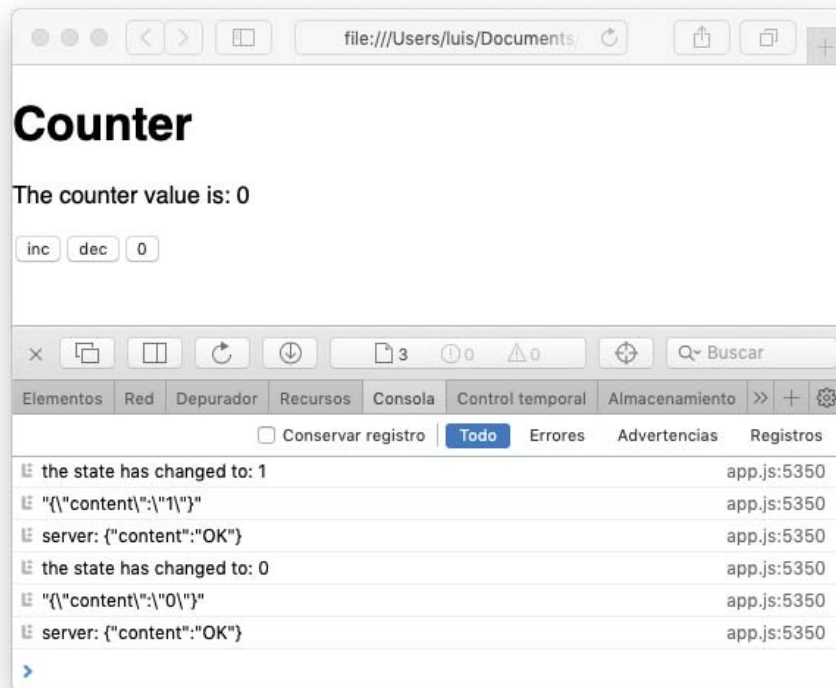 file:///Users/luis/Documents/
Counter
The counter value is: 0
inc dec 0
3 0 0 Buscar
Elementos Red Depurador Recursos Consola Control temporal Almacenamiento
Conservar registro Todo Errores Advertencias Registros
the state has changed to: 1 app.js:5350
"{\"content\":\"1\"}" app.js:5350
server: {"content":"OK"} app.js:5350
the state has changed to: 0 app.js:5350
"{\"content\":\"0\"}" app.js:5350
server: {"content":"OK"} app.js:5350